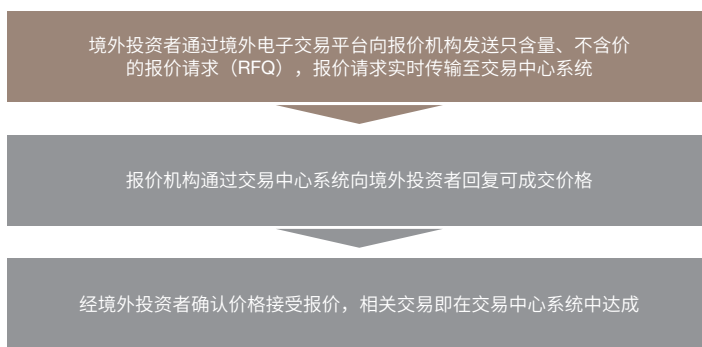 境外投资者通过境外电子交易平台向报价机构发送只含量、不含价
的报价请求（RFQ），报价请求实时传输至交易中心系统
报价机构通过交易中心系统向境外投资者回复可成交价格
经境外投资者确认价格接受报价，相关交易即在交易中心系统中达成